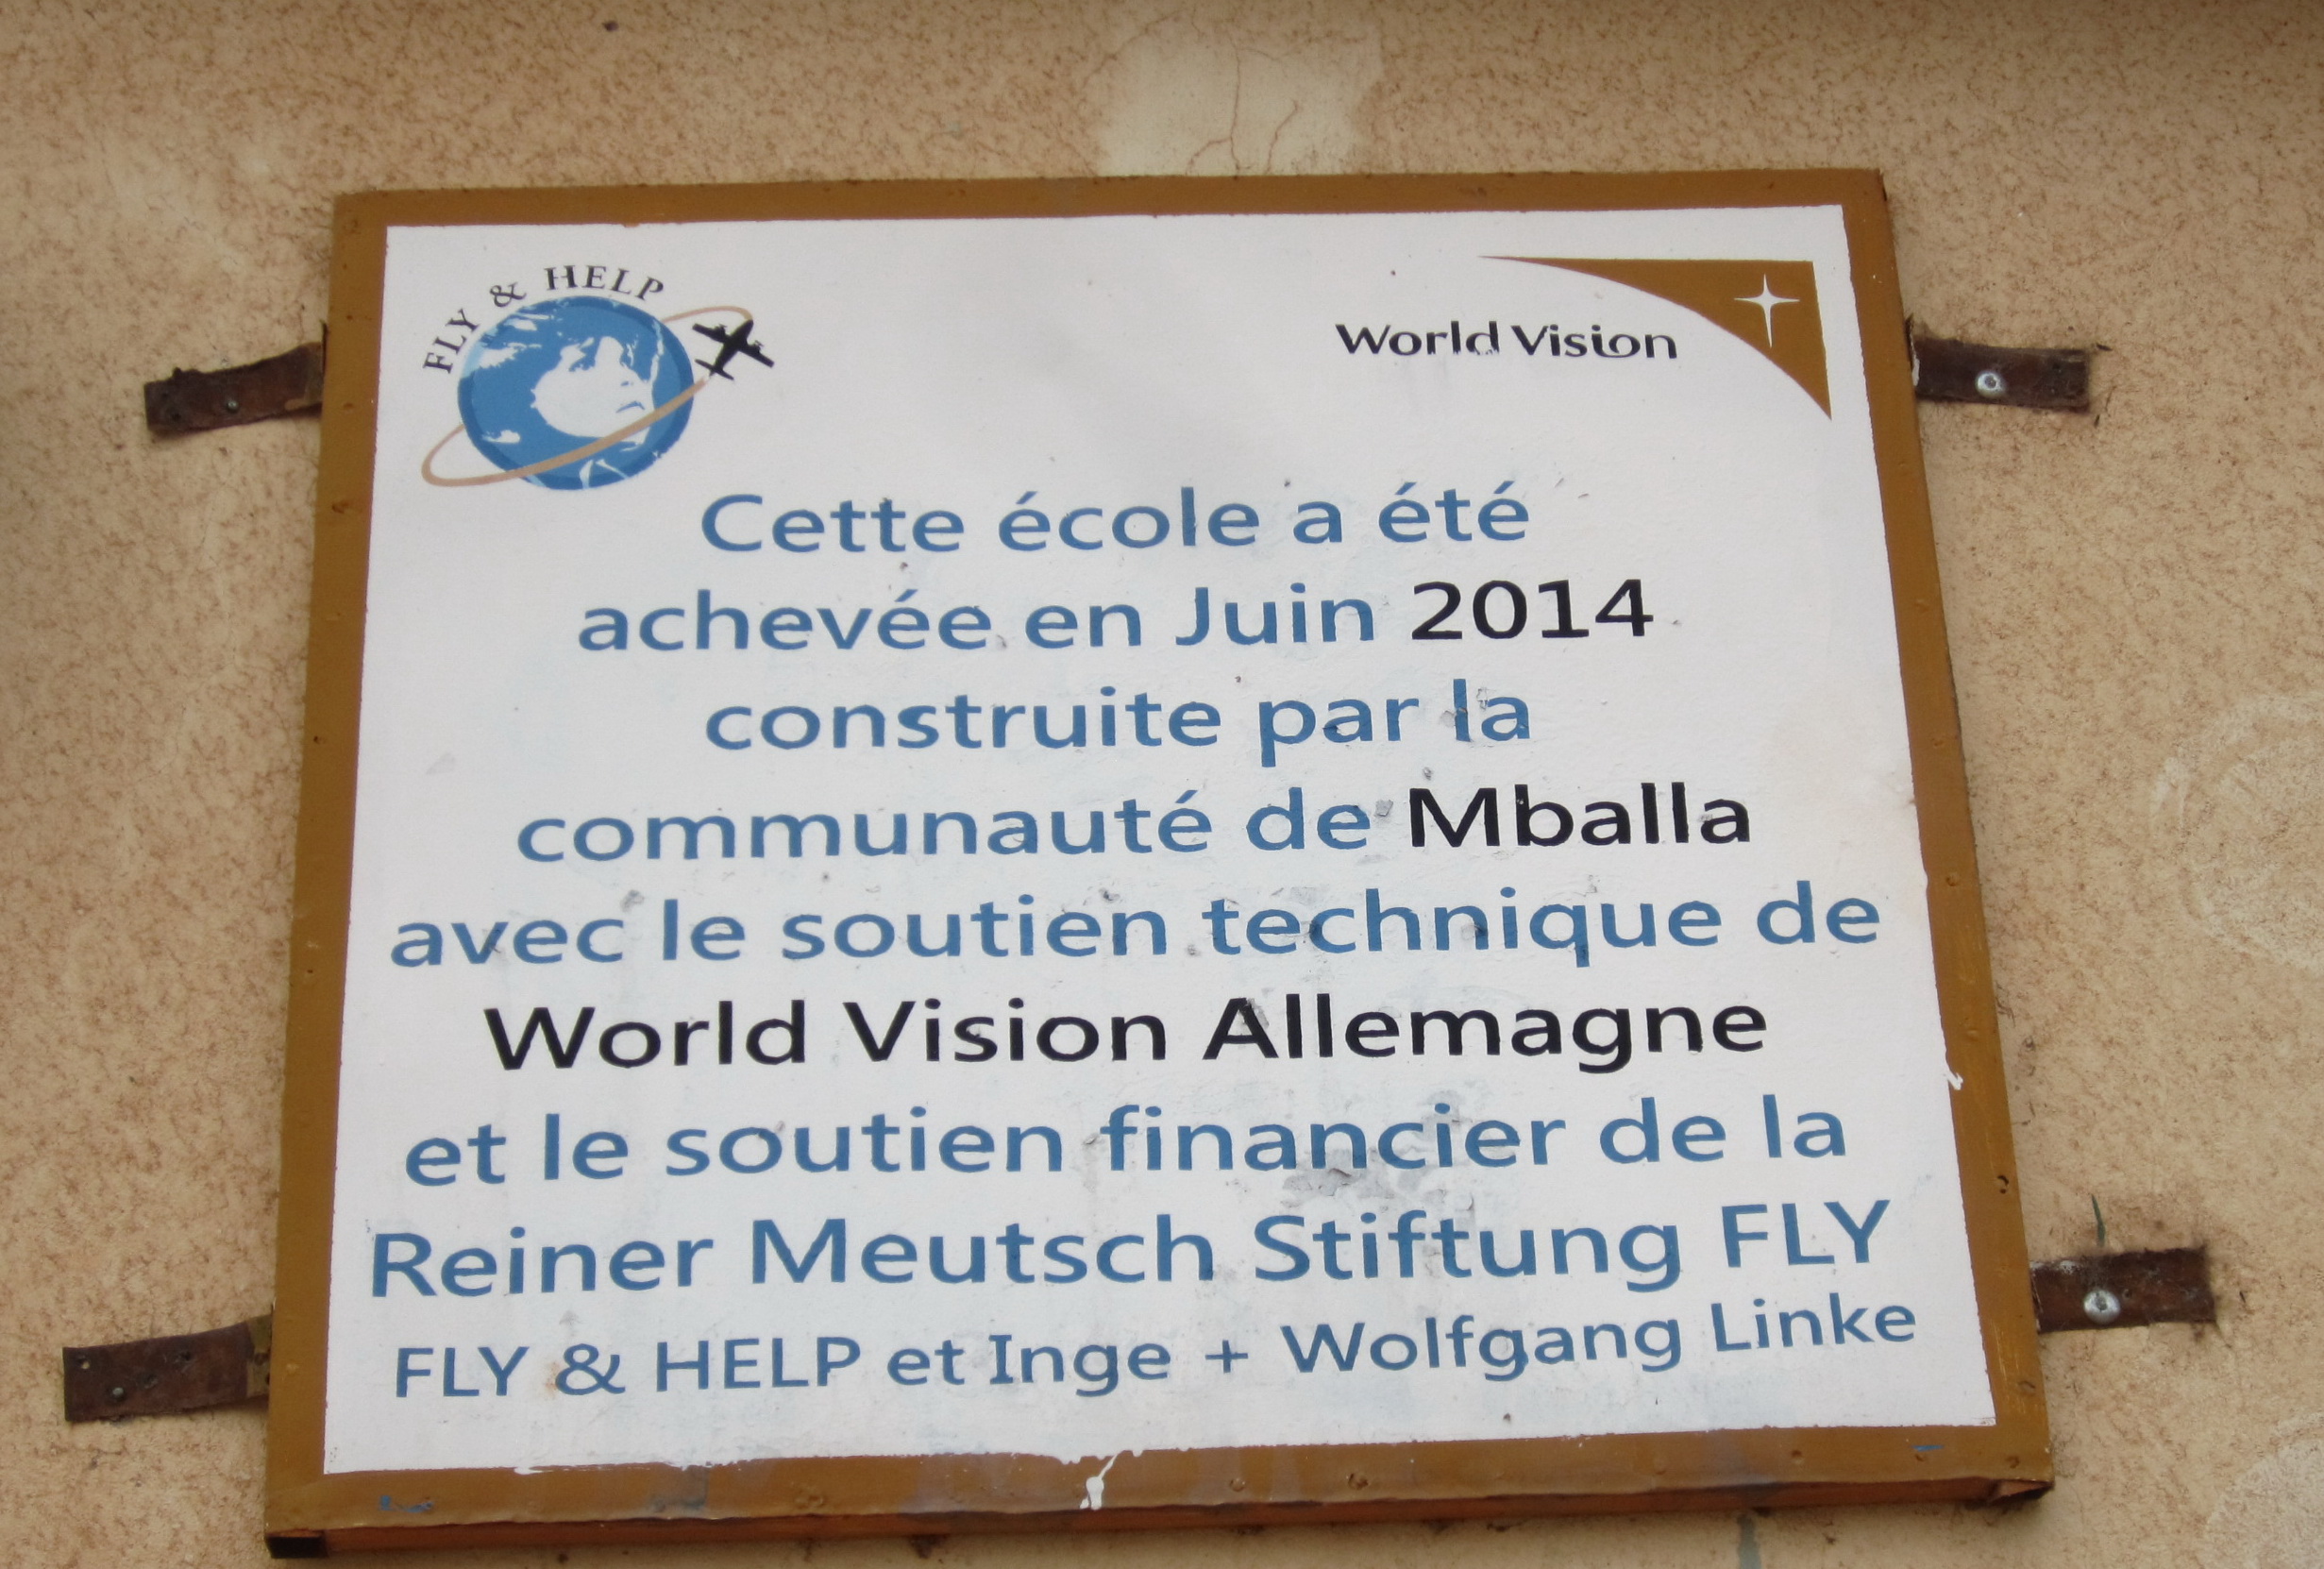 FLY & HELP
World Vision
Cette école a été
achevée en Juin 2014
construite par la
communauté de Mballa
avec le soutien technique de
World Vision Allemagne
et le soutien financier de la
Reiner Meutsch Stiftung FLY
FLY & HELP et Inge + Wolfgang Linke